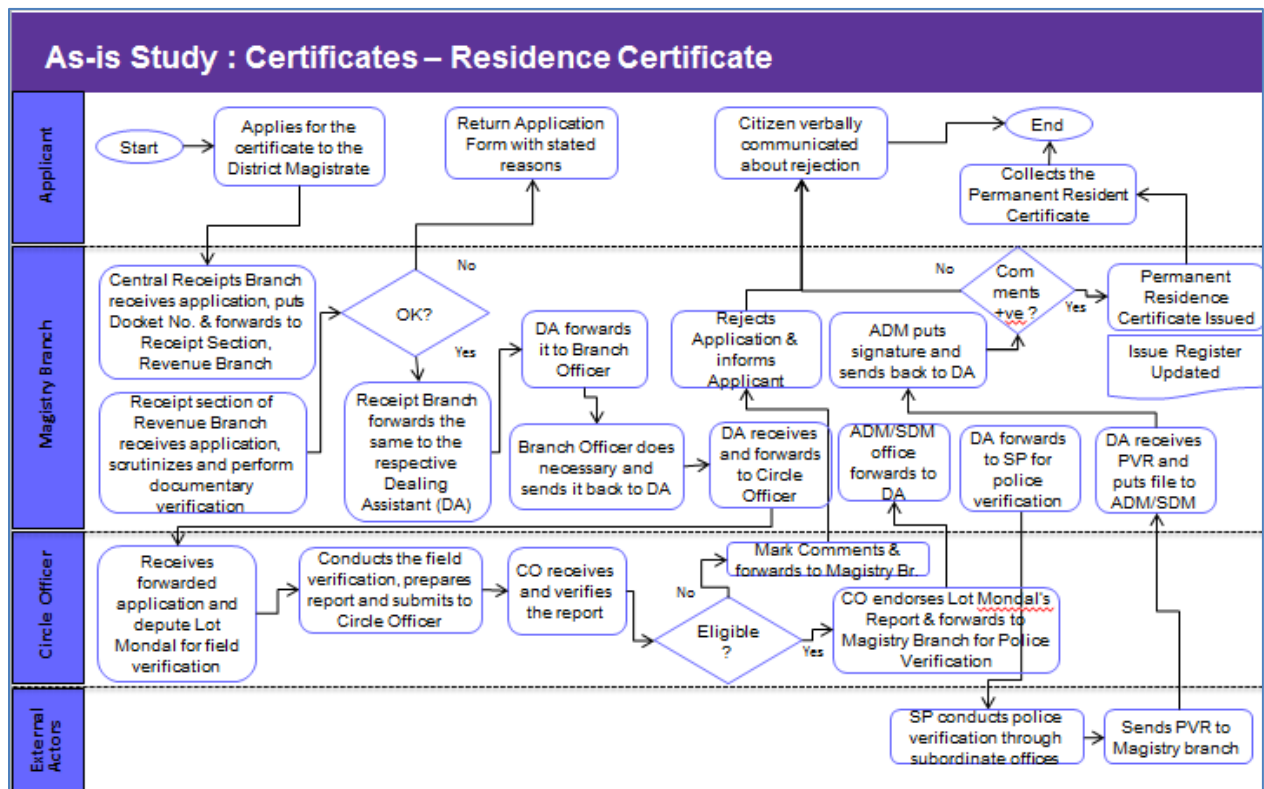 As-is Study : Certificates – Residence Certificate
Applicant
Start
Applies for the
certificate to the
District Magistrate
Return Application
Form with stated
reasons
Citizen verbally
communicated
about rejection
End
Collects the
Permanent Resident
Certificate
Magistry Branch
Central Receipts Branch
receives application, puts
Docket No. & forwards to
Receipt Section,
Revenue Branch
Receipt section of
Revenue Branch
receives application,
scrutinizes and perform
documentary
verification
No
OK?
Yes
Receipt Branch
forwards the
same to the
respective
Dealing
Assistant (DA)
DA forwards
it to Branch
Officer
Branch Officer does
necessary and
sends it back to DA
Rejects
Application &
informs
Applicant
DA receives
and forwards
to Circle
Officer
ADM puts
signature and
sends back to DA
ADM/SDM
office
forwards to
DA
No
Com
ments
+ve ?
Yes
DA forwards
to SP for
police
verification
Permanent
Residence
Certificate Issued
Issue Register
Updated
DA receives
PVR and
puts file to
ADM/SDM
Circle Officer
Receives
forwarded
application and
depute Lot
Mondal for field
verification
Conducts the field
verification, prepares
report and submits to
Circle Officer
CO receives
and verifies
the report
Eligible
?
No
Yes
Mark Comments &
forwards to Magistry Br.
CO endorses Lot Mondal's
Report & forwards to
Magistry Branch for Police
Verification
External
Actors
SP conducts police
verification through
subordinate offices
Sends PVR to
Magistry branch